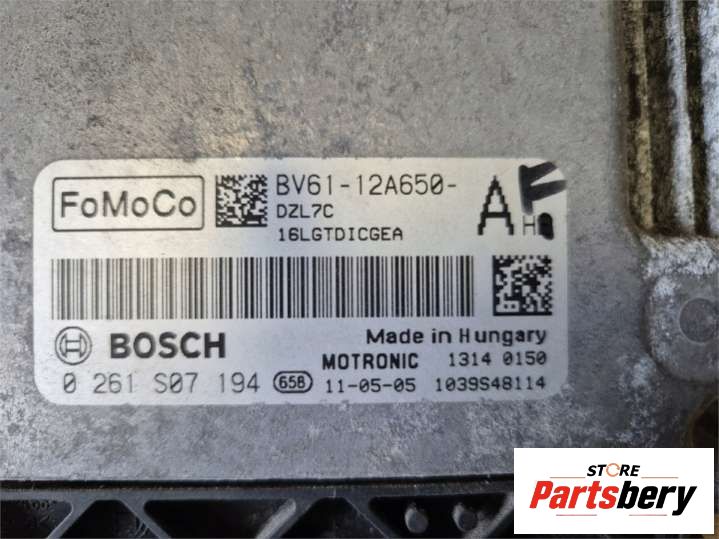 FoMoCo
BV61-12A650-
DZL7C
16LGTDICGEA
A
H
BOSCH
Made in Hungary
MOTRONIC 1314 0150
0 261 S07 194 658 11-05-05 1039S48114
STORE
Partsbery